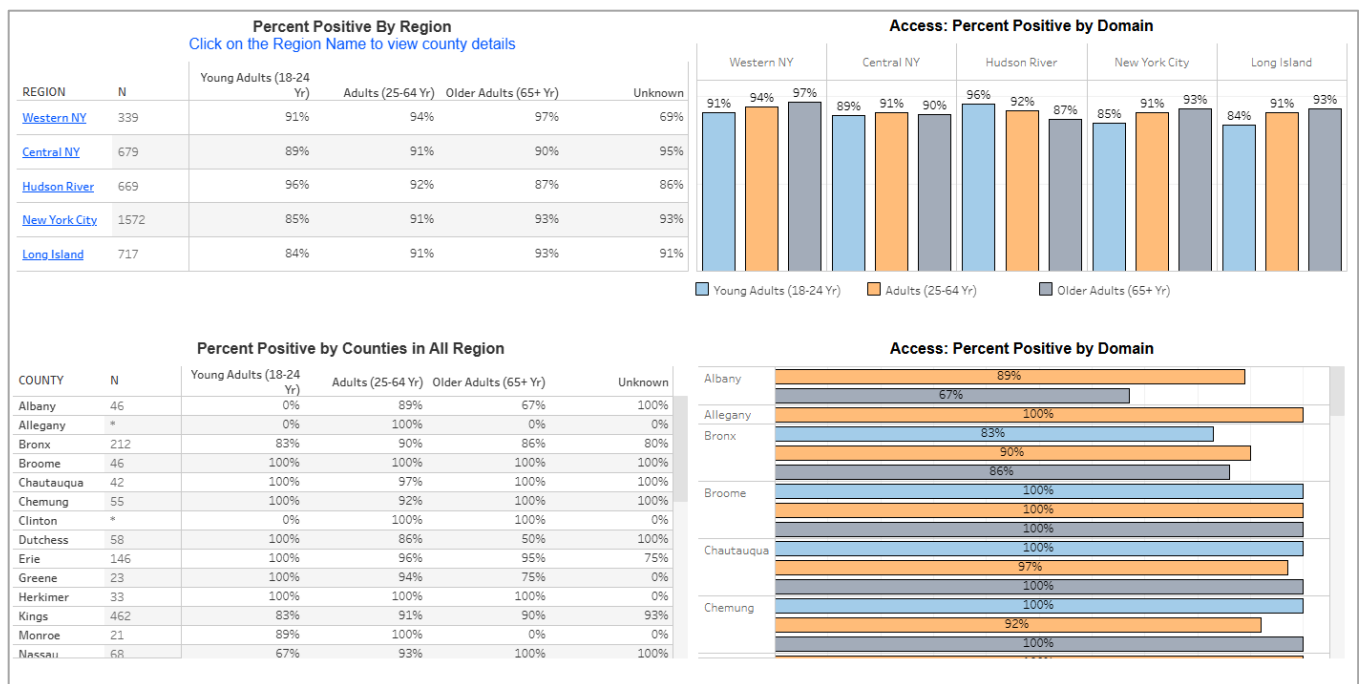 Percent Positive By Region
Click on the Region Name to view county details
REGION N Young Adults (18-24 Yr) Adults (25-64 Yr) Older Adults (65+ Yr) Unknown
Western NY 339 91% 94% 97% 69%
Central NY 679 89% 91% 90% 95%
Hudson River 669 96% 92% 87% 86%
New York City 1572 85% 91% 93% 93%
Long Island 717 84% 91% 93% 91%
Access: Percent Positive by Domain
Western NY Central NY Hudson River New York City Long Island
91% 94% 97% 89% 91% 90% 96% 92% 87% 85% 91% 93% 84% 91% 93%
Young Adults (18-24 Yr) Adults (25-64 Yr) Older Adults (65+ Yr)
Percent Positive by Counties in All Region
COUNTY N Young Adults (18-24 Yr) Adults (25-64 Yr) Older Adults (65+ Yr) Unknown
Albany 46 0% 89% 67% 100%
Allegany * 0% 100% 0% 0%
Bronx 212 83% 90% 86% 80%
Broome 46 100% 100% 100% 100%
Chautauqua 42 100% 97% 100% 100%
Chemung 55 100% 92% 100% 100%
Clinton * 0% 100% 100% 0%
Dutchess 58 100% 86% 50% 100%
Erie 146 100% 96% 95% 75%
Greene 23 100% 94% 75% 0%
Herkimer 33 100% 100% 100% 0%
Kings 462 83% 91% 90% 93%
Monroe 21 89% 100% 0% 0%
Nassau 68 67% 93% 100% 100%
Access: Percent Positive by Domain
Albany 89%
67%
Allegany 100%
Bronx 83%
90%
86%
Broome 100%
100%
100%
Chautauqua 100%
97%
100%
Chemung 100%
92%
100%
100%